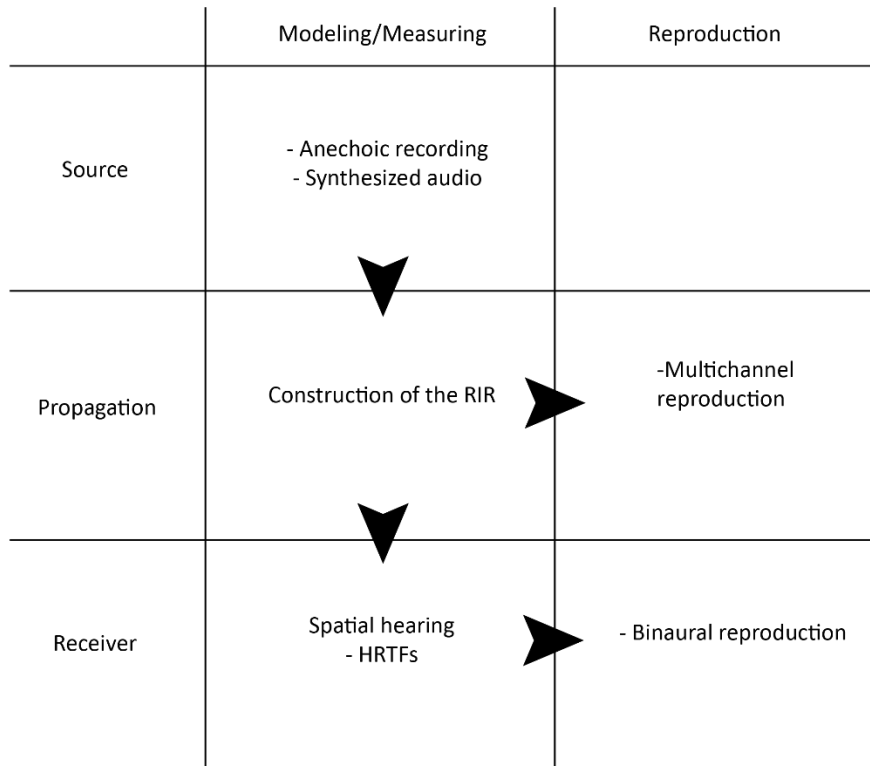 Modeling/Measuring
Reproduction
Source
- Anechoic recording
- Synthesized audio
Propagation
Construction of the RIR
-Multichannel
reproduction
Receiver
Spatial hearing
- HRTFs
- Binaural reproduction